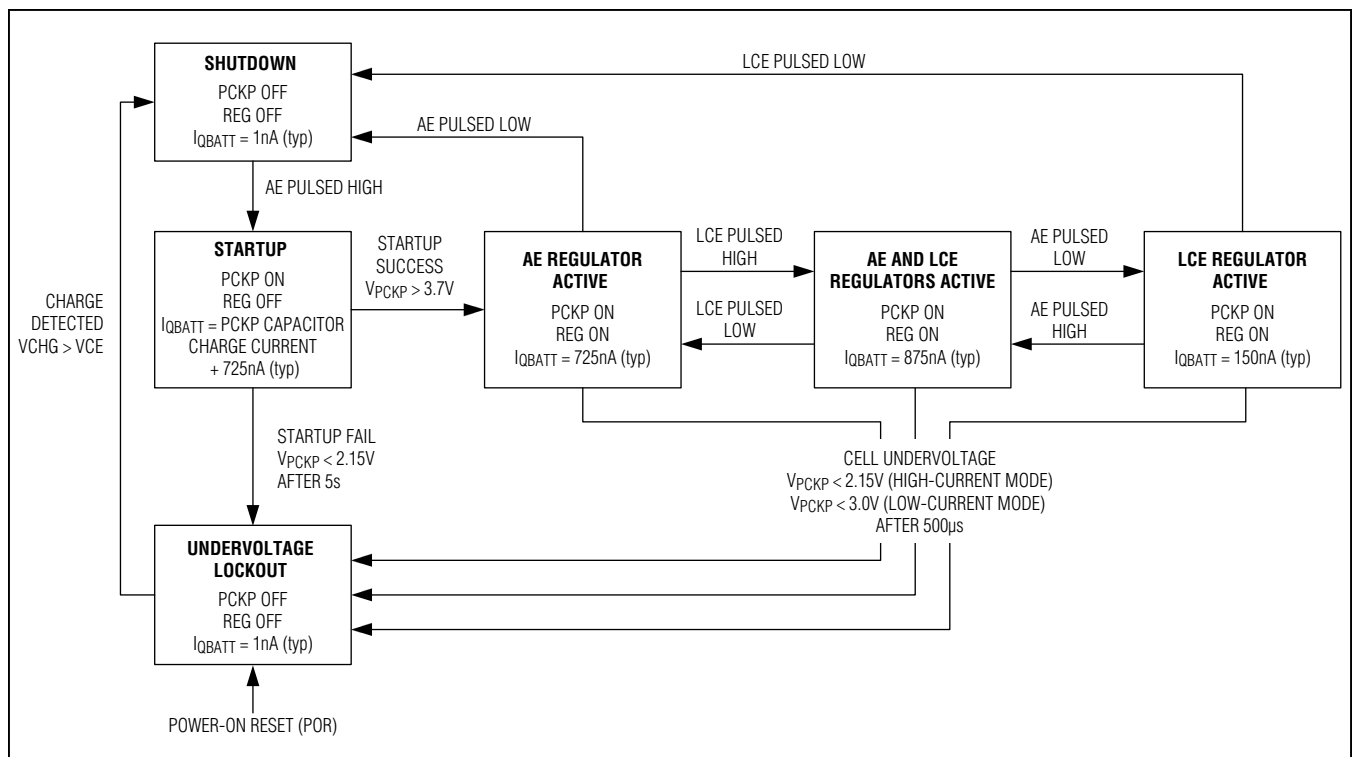 SHUTDOWN
PCKP OFF
REG OFF
IQBATT = 1nA (typ)
LCE PULSED LOW
AE PULSED LOW
AE PULSED HIGH
STARTUP
PCKP ON
REG OFF
IQBATT = PCKP CAPACITOR
CHARGE CURRENT
+ 725nA (typ)
STARTUP
SUCCESS
VPCKP > 3.7V
AE REGULATOR
ACTIVE
PCKP ON
REG ON
IQBATT = 725nA (typ)
LCE PULSED
HIGH
LCE PULSED
LOW
AE AND LCE
REGULATORS ACTIVE
PCKP ON
REG ON
IQBATT = 875nA (typ)
AE PULSED
LOW
AE PULSED
HIGH
LCE REGULATOR
ACTIVE
PCKP ON
REG ON
IQBATT = 150nA (typ)
CHARGE
DETECTED
VCHG > VCE
STARTUP FAIL
VPCKP < 2.15V
AFTER 5s
CELL UNDERVOLTAGE
VPCKP < 2.15V (HIGH-CURRENT MODE)
VPCKP < 3.0V (LOW-CURRENT MODE)
AFTER 500µs
UNDERVOLTAGE
LOCKOUT
PCKP OFF
REG OFF
IQBATT = 1nA (typ)
POWER-ON RESET (POR)